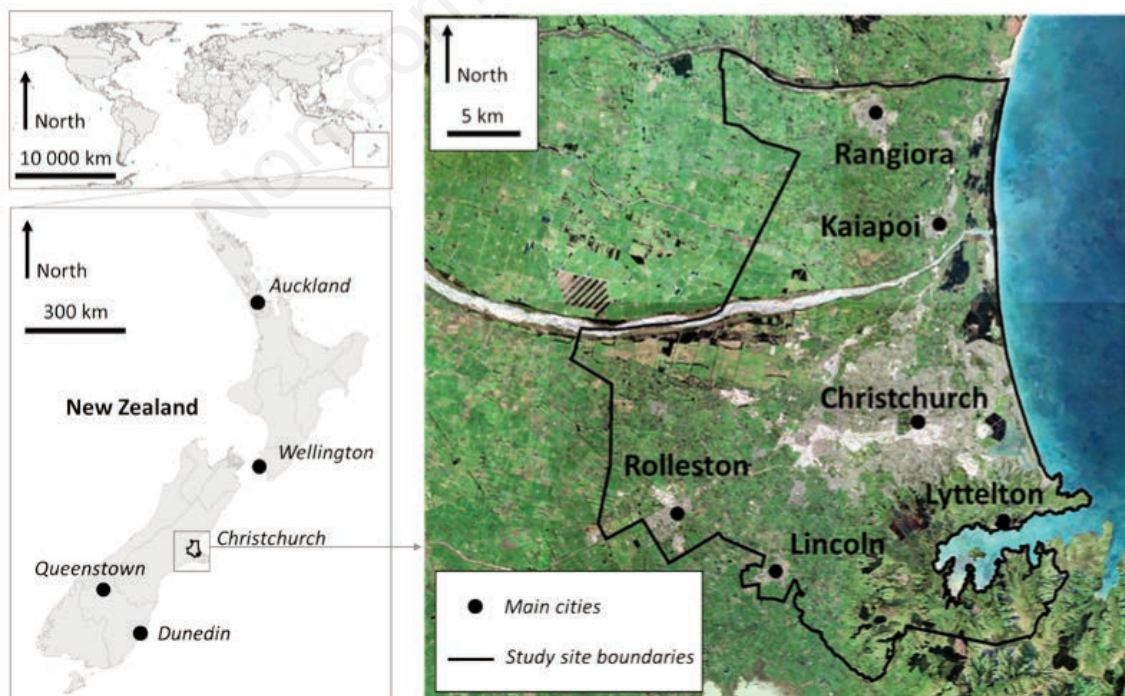 North
10 000 km
North
300 km
Auckland
New Zealand
Wellington
Christchurch
Queenstown
Dunedin
North
5 km
Rangiora
Kaiapoi
Christchurch
Rolleston
Lyttelton
Lincoln
Main cities
Study site boundaries